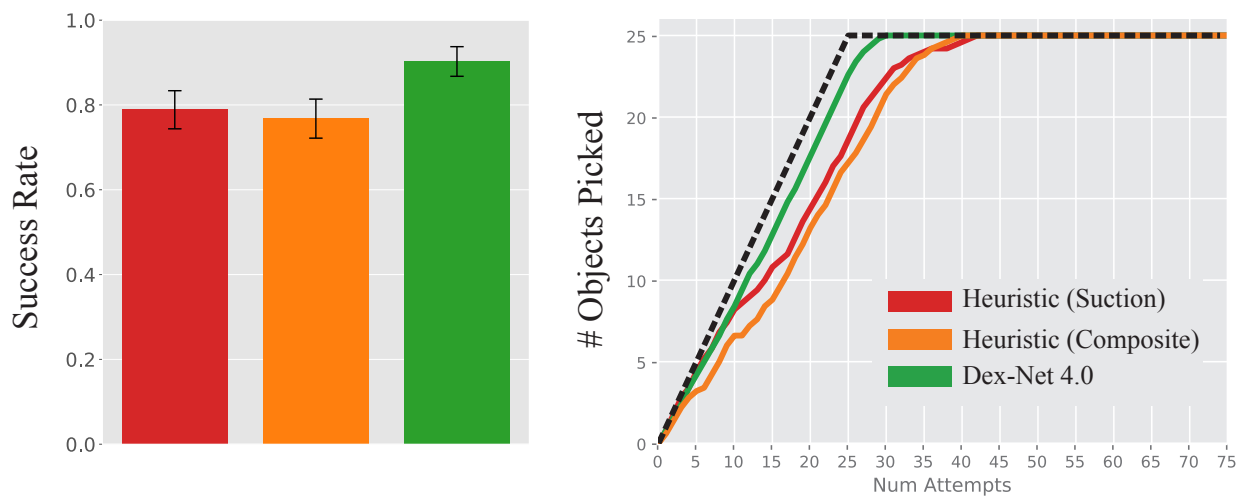 Success Rate
1.0
0.8
0.6
0.4
0.2
0.0
# Objects Picked
25
20
15
10
5
0
Heuristic (Suction)
Heuristic (Composite)
Dex-Net 4.0
0 5 10 15 20 25 30 35 40 45 50 55 60 65 70 75
Num Attempts